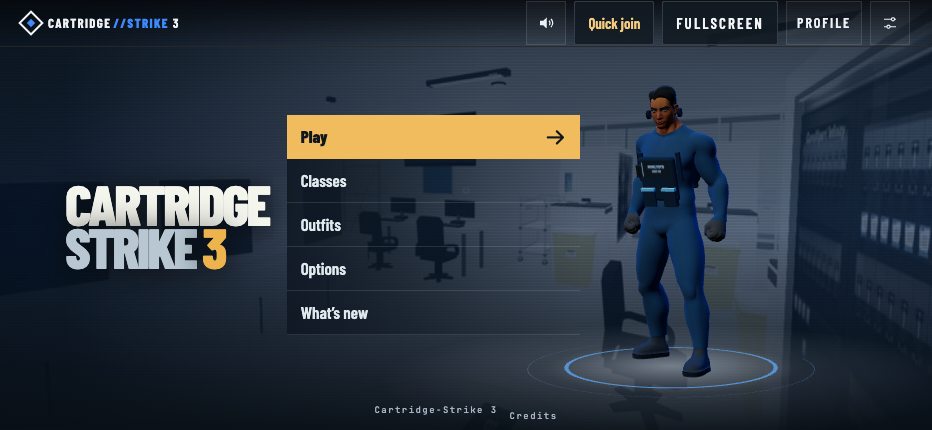 CARTRIDGE//STRIKE 3
Quick join
FULLSCREEN
PROFILE
CARTRIDGE
STRIKE 3
Play
Classes
Outfits
Options
What's new
Cartridge-Strike 3
Credits